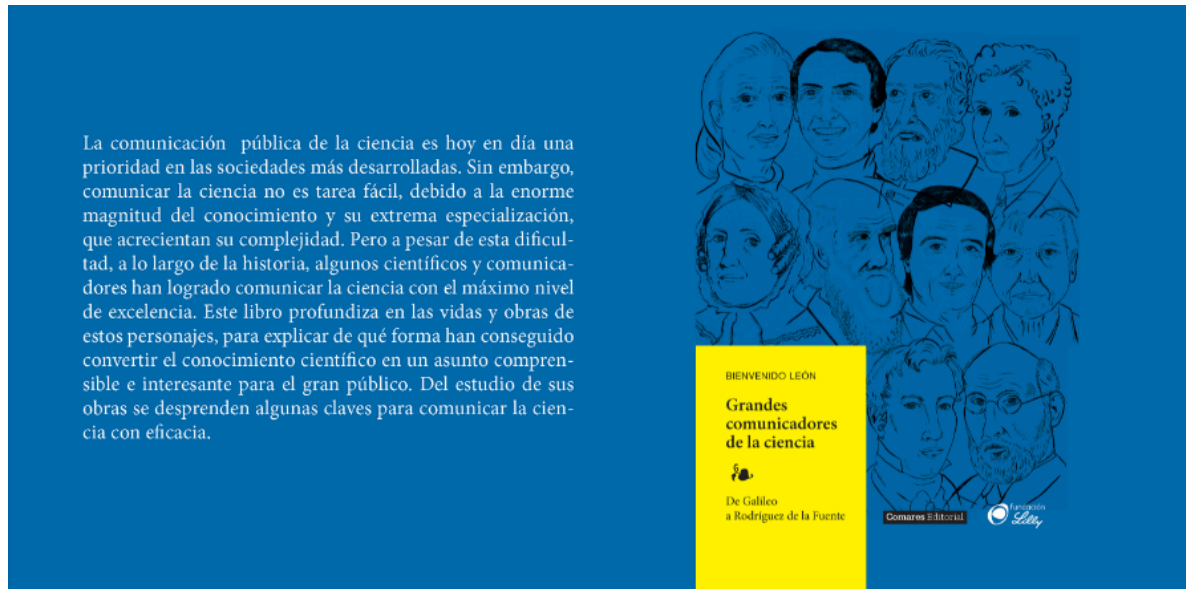 La comunicación pública de la ciencia es hoy en día una
prioridad en las sociedades más desarrolladas. Sin embargo,
comunicar la ciencia no es tarea fácil, debido a la enorme
magnitud del conocimiento y su extrema especialización,
que acrecientan su complejidad. Pero a pesar de esta dificul-
tad, a lo largo de la historia, algunos científicos y comunica-
dores han logrado comunicar la ciencia con el máximo nivel
de excelencia. Este libro profundiza en las vidas y obras de
estos personajes, para explicar de qué forma han conseguido
convertir el conocimiento científico en un asunto compren-
sible e interesante para el gran público. Del estudio de sus
obras se desprenden algunas claves para comunicar la cien-
cia con eficacia.
BIENVENIDO LEÓN
Grandes
comunicadores
de la ciencia
De Galileo
a Rodríguez de la Fuente
Comares Editorial
fundación
Lilly